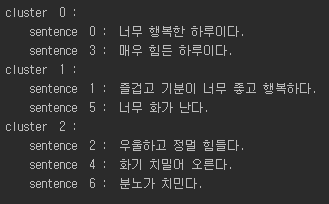 cluster 0 :
sentence 0 : 너무 행복한 하루이다.
sentence 3 : 매우 힘든 하루이다.
cluster 1 :
sentence 1 : 즐겁고 기분이 너무 좋고 행복하다.
sentence 5 : 너무 화가 난다.
cluster 2 :
sentence 2 : 우울하고 정멀 힘들다.
sentence 4 : 화기 치밀어 오른다.
sentence 6 : 분노가 치민다.